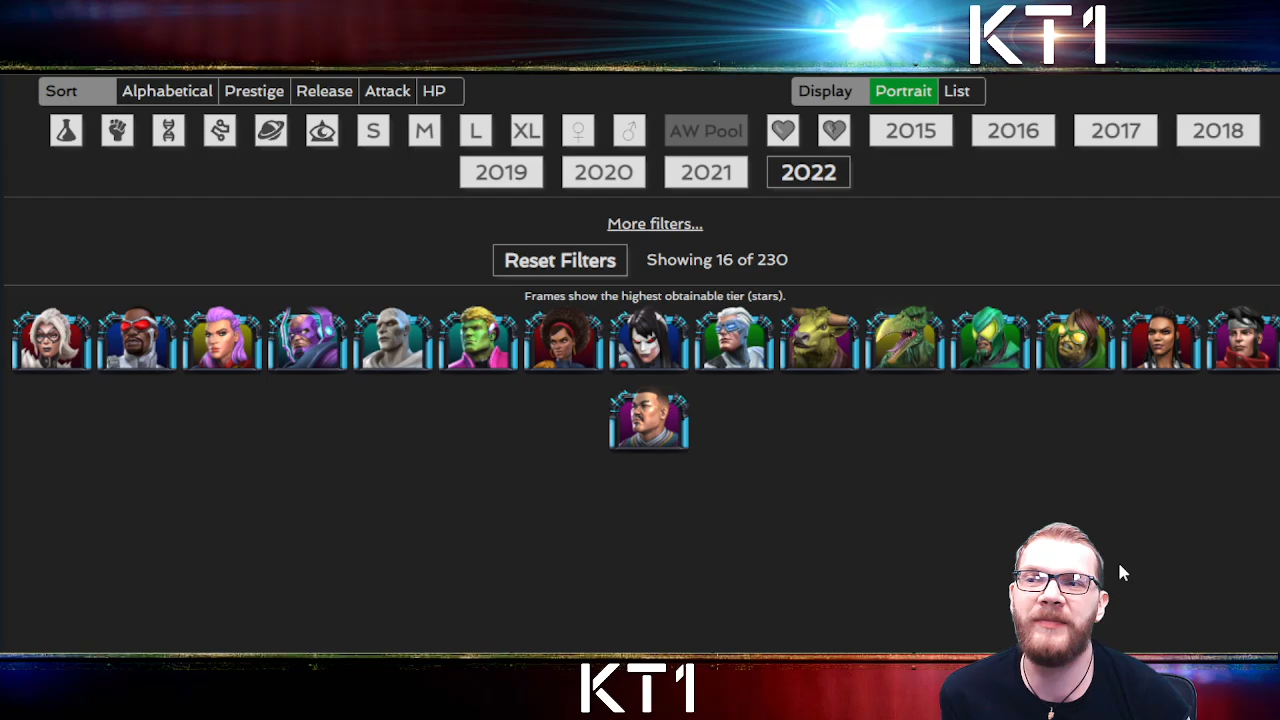 KT1
Sort Alphabetical Prestige Release Attack HP Display Portrait List
S M L XL AW Pool 2015 2016 2017 2018
2019 2020 2021 2022
More filters...
Reset Filters Showing 16 of 230
Frames show the highest obtainable tier (stars).
KT1